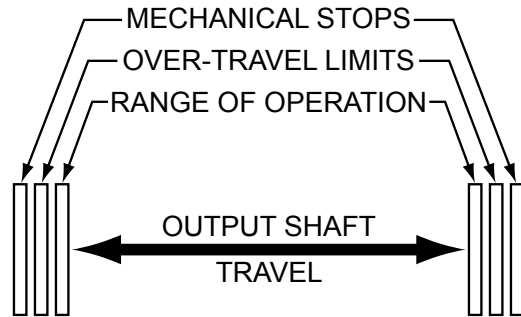 MECHANICAL STOPS
OVER-TRAVEL LIMITS
RANGE OF OPERATION
OUTPUT SHAFT
TRAVEL